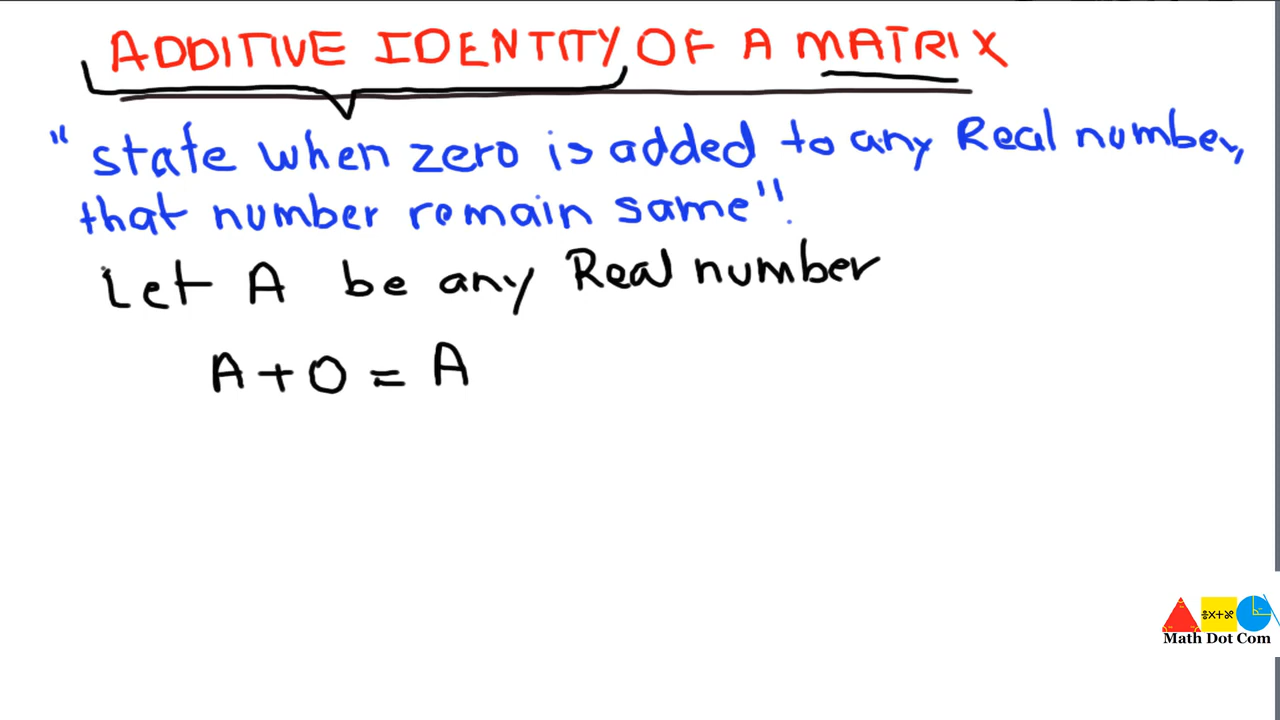 ADDITIVE IDENTITY OF A MATRIX
"state when zero is added to any Real number,
that number remain same".
Let A be any Real number
A + 0 = A
Math Dot Com